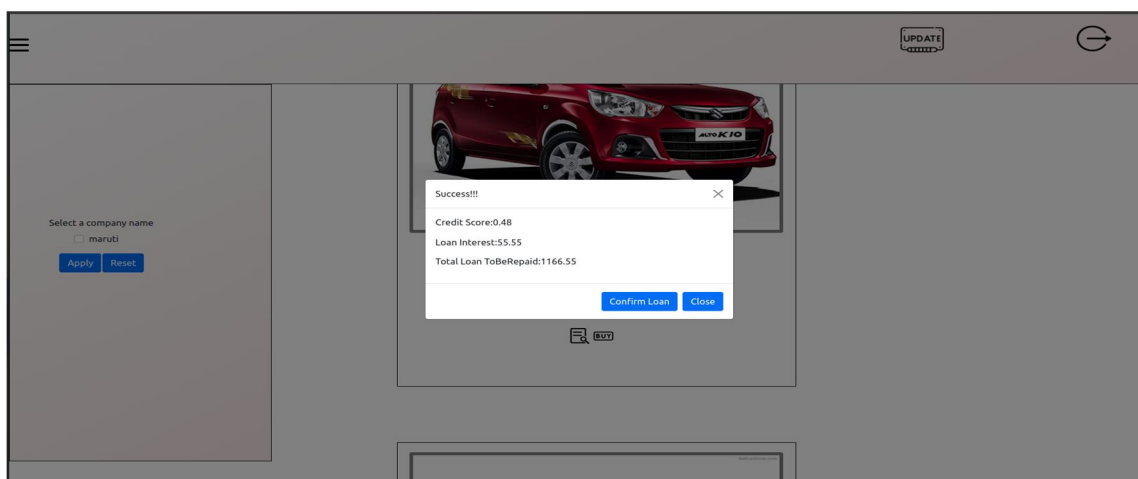 UPDATE
ALTO K10
Success!!!
Credit Score:0.48
Loan Interest:55.55
Total Loan ToBeRepaid:1166.55
Confirm Loan Close
Select a company name
maruti
Apply Reset
BUY